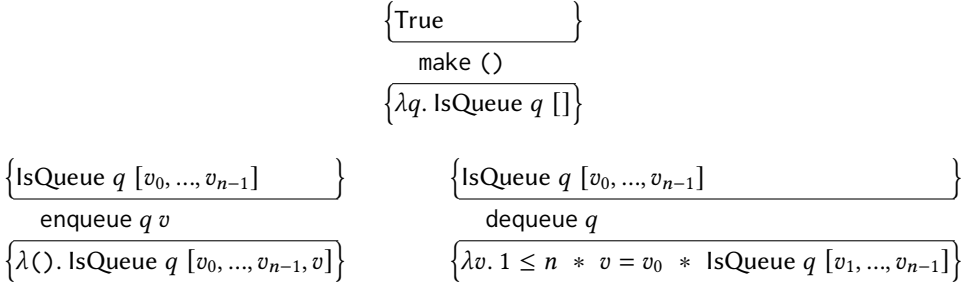 {True}
make ()
{λq. IsQueue q []}
{IsQueue q [v₀, ..., vₙ₋₁]}
enqueue q v
{λ(). IsQueue q [v₀, ..., vₙ₋₁, v]}
{IsQueue q [v₀, ..., vₙ₋₁]}
dequeue q
{λv. 1 ≤ n * v = v₀ * IsQueue q [v₁, ..., vₙ₋₁]}